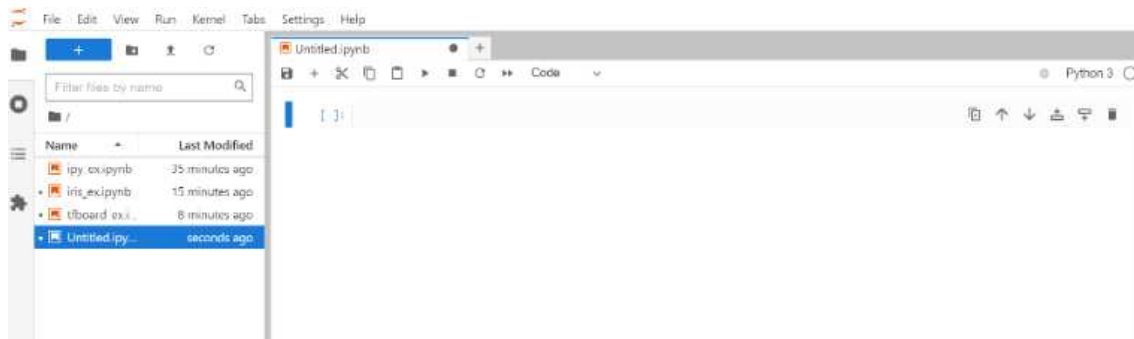 File Edit View Run Kernel Tabs Settings Help
Untitled.ipynb
Code
Python 3
Filter files by name
/
[ ]:
Name Last Modified
ipy_ex.ipynb 35 minutes ago
iris_ex.ipynb 15 minutes ago
tfboard_ex.i... 8 minutes ago
Untitled.ipy... seconds ago